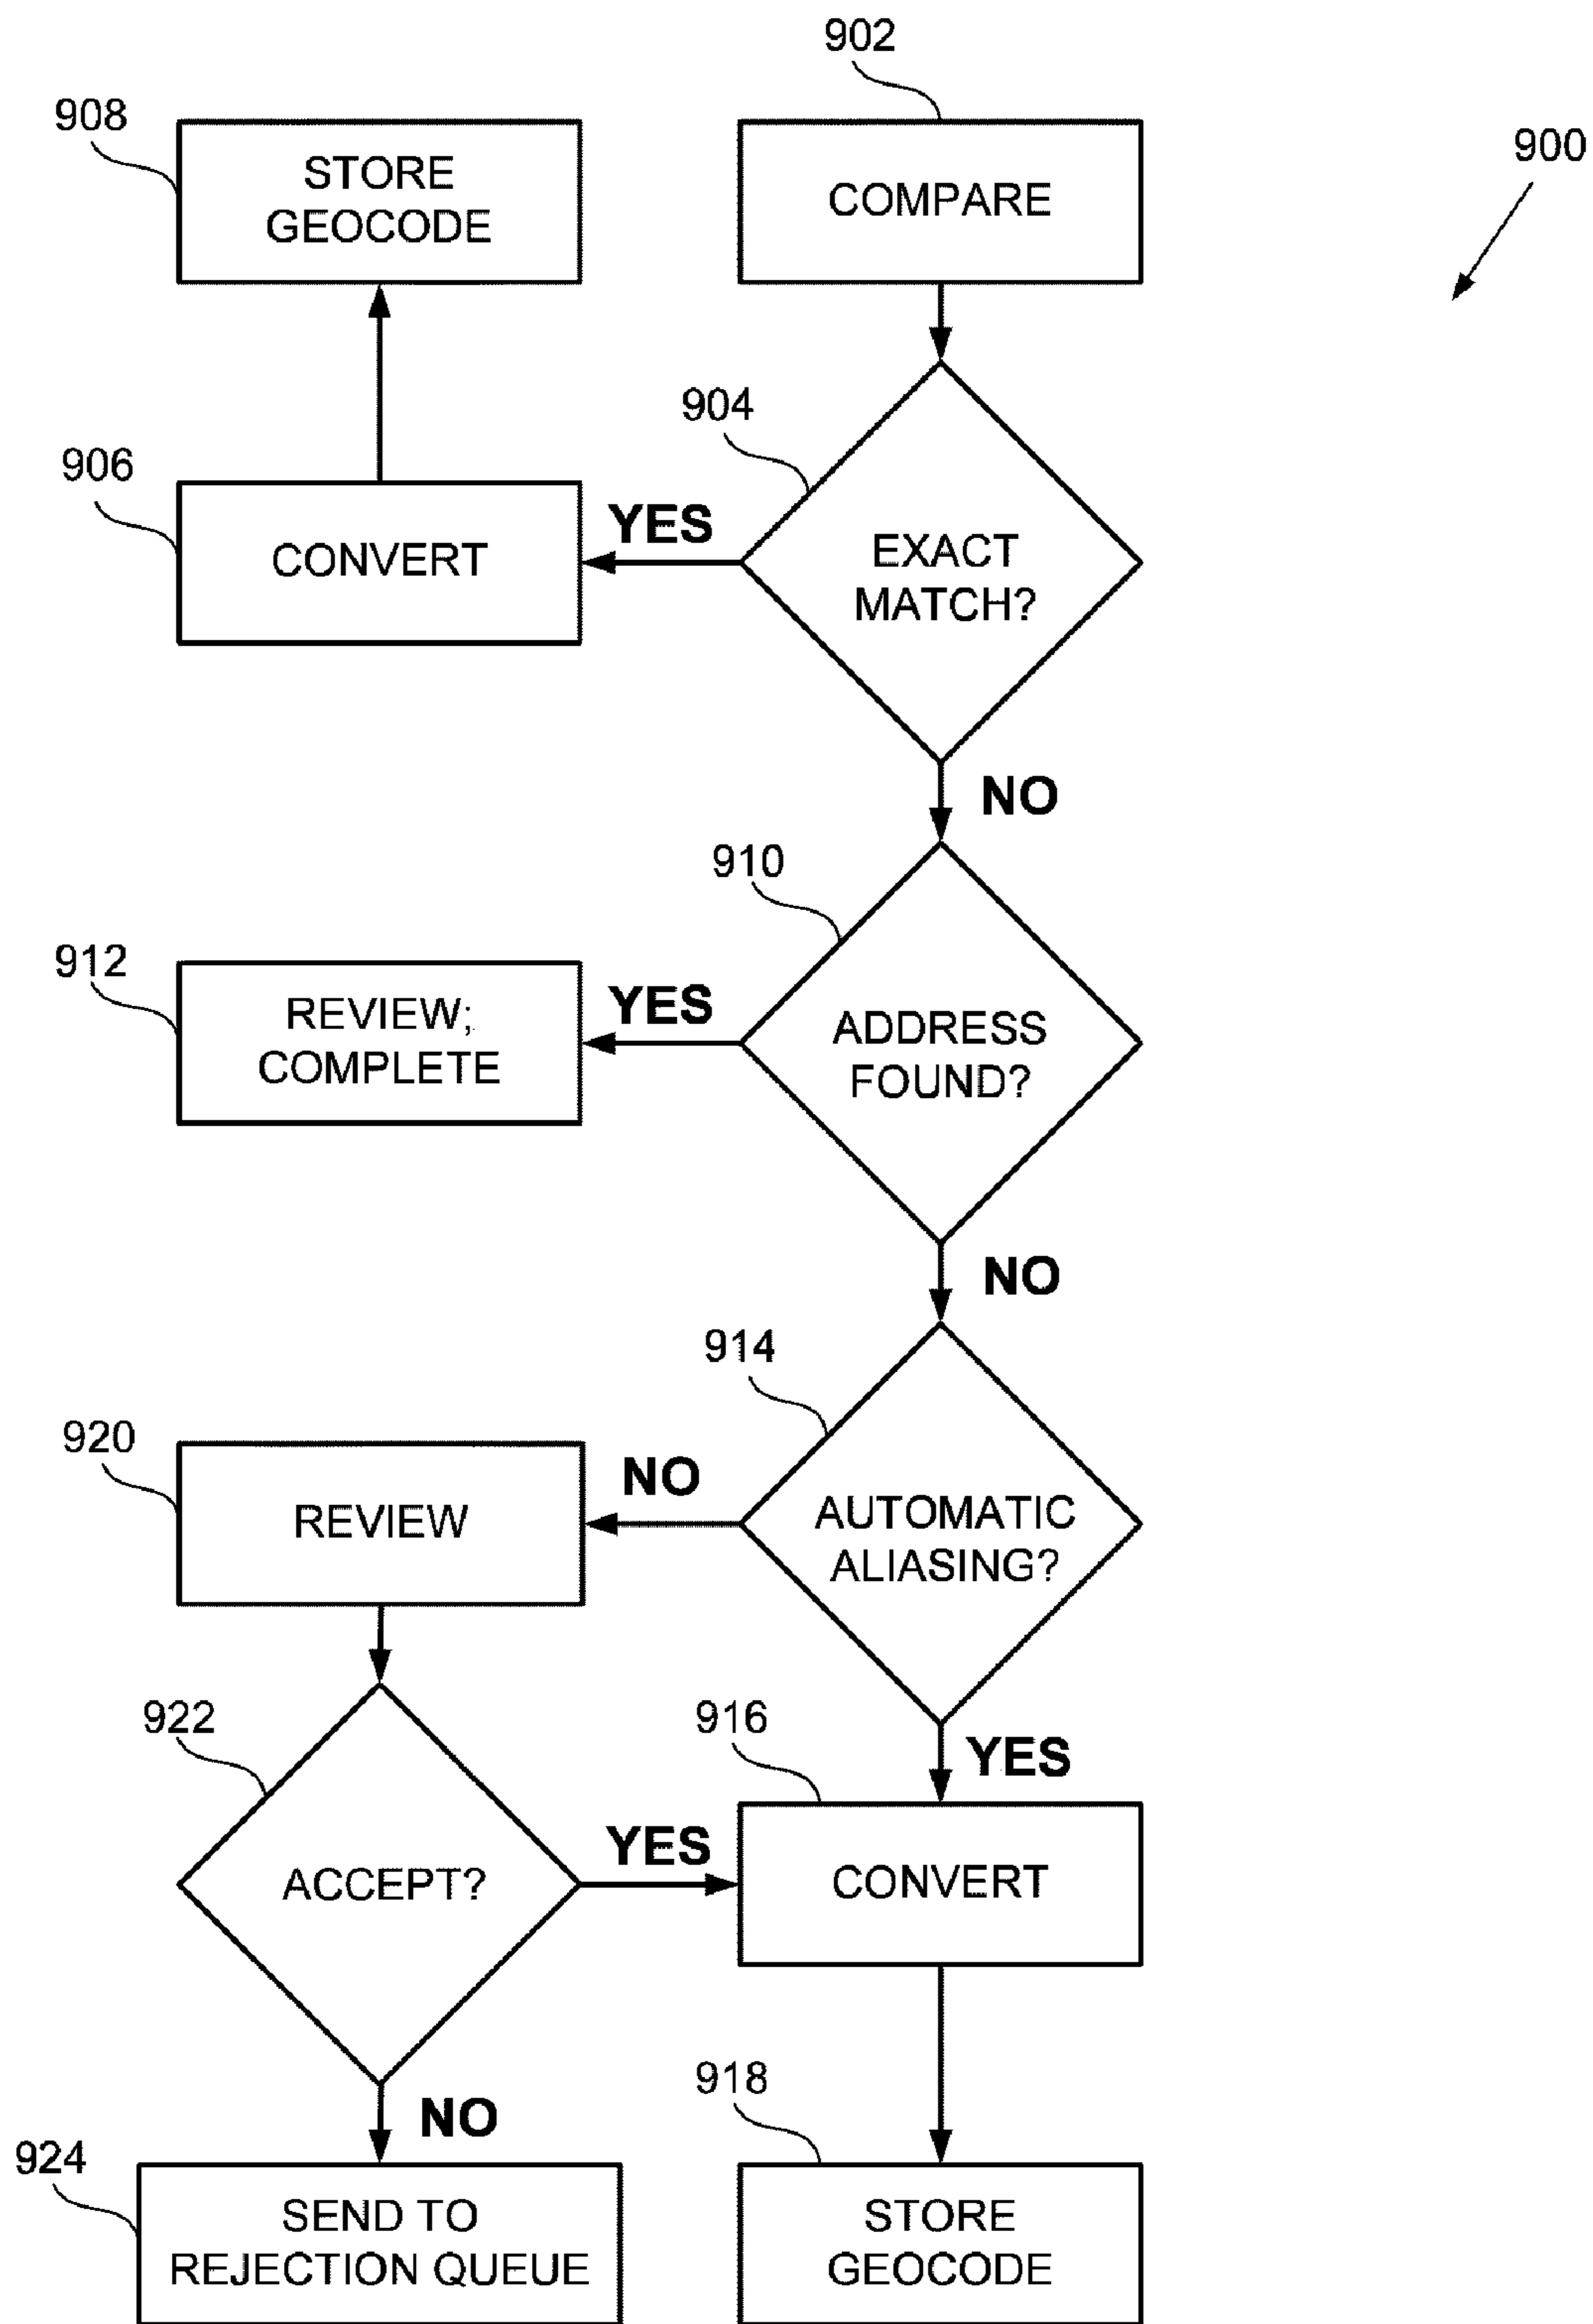 902
908
STORE
GEOCODE
COMPARE
900
904
906
CONVERT
YES
EXACT
MATCH?
NO
910
912
REVIEW;
COMPLETE
YES
ADDRESS
FOUND?
NO
914
920
REVIEW
NO
AUTOMATIC
ALIASING?
922
916
YES
ACCEPT?
YES
CONVERT
918
NO
924
SEND TO
REJECTION QUEUE
STORE
GEOCODE